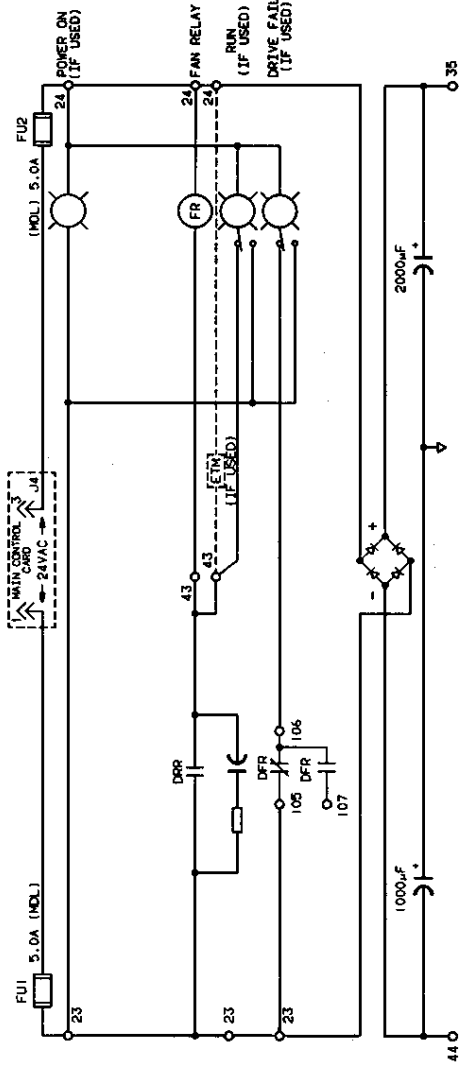 FU1
5.0A (MDL)
1
MAIN CONTROL
CARD
3
J4
24VAC
(MDL) 5.0A
FU2
23
24
POWER ON
(IF USED)
DRR
43
FR
24
FAN RELAY
23
43
ETM
(IF USED)
24
RUN
(IF USED)
23
105
DFR
106
DRIVE FAIL
(IF USED)
107
DFR
-
+
1000µF
+
2000µF
+
44
35